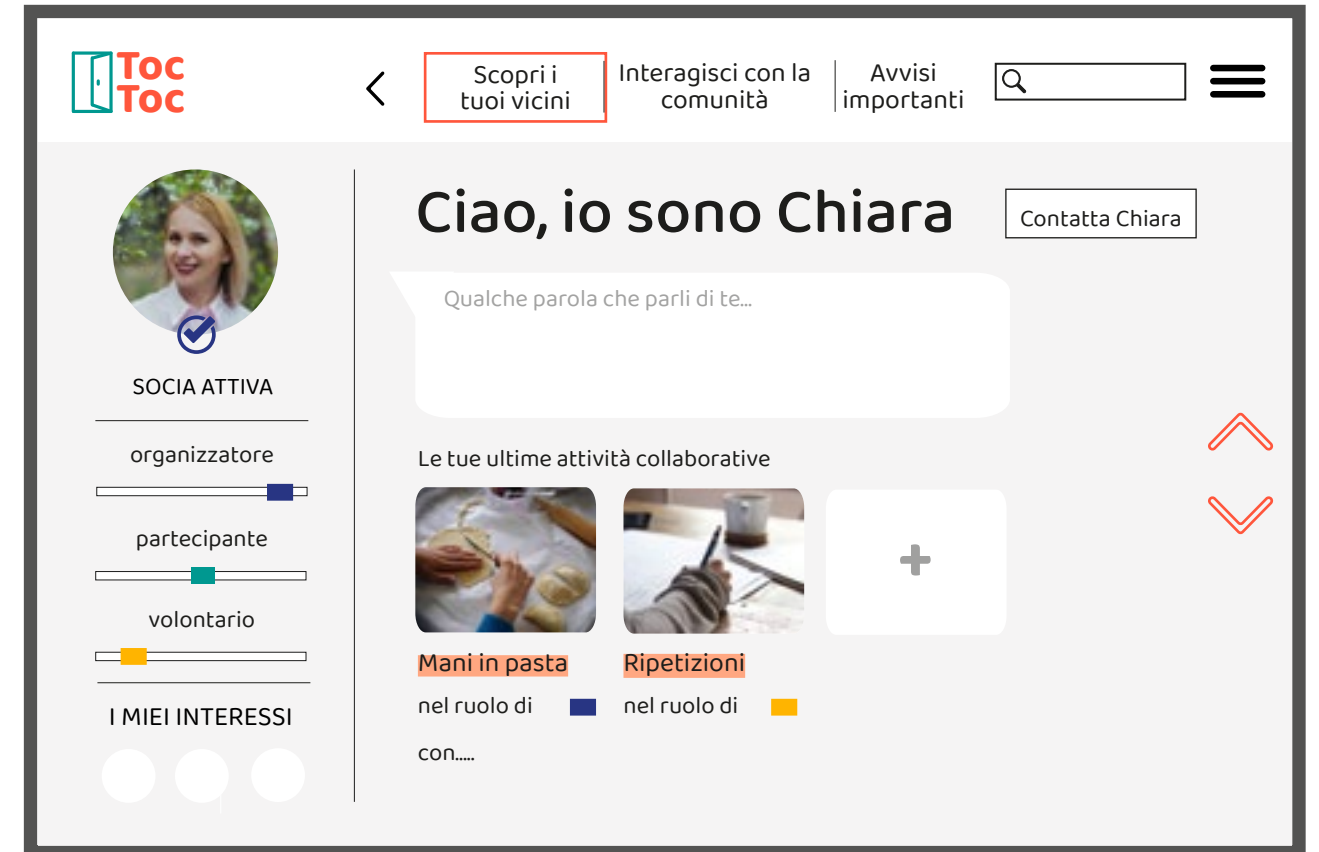 Toc
Toc
Scopri i
tuoi vicini
Interagisci con la
comunità
Avvisi
importanti
SOCIA ATTIVA
organizzatore
partecipante
volontario
I MIEI INTERESSI
Ciao, io sono Chiara
Contatta Chiara
Qualche parola che parli di te...
Le tue ultime attività collaborative
+
Mani in pasta
nel ruolo di
con.....
Ripetizioni
nel ruolo di